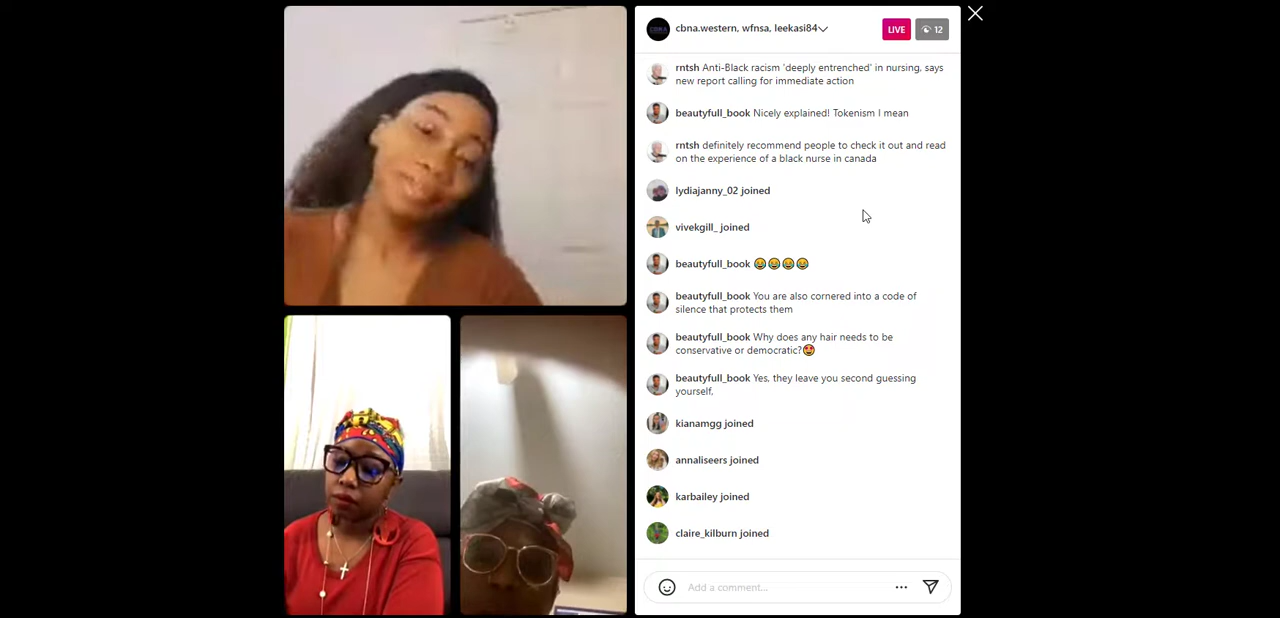 cbna.western, wfnsa, leekasi84
LIVE
12
rntsh Anti-Black racism 'deeply entrenched' in nursing, says
new report calling for immediate action
beautyfull_book Nicely explained! Tokenism I mean
rntsh definitely recommend people to check it out and read
on the experience of a black nurse in canada
lydiajanny_02 joined
vivekgill_ joined
beautyfull_book 😂😂😂😂
beautyfull_book You are also cornered into a code of
silence that protects them
beautyfull_book Why does any hair needs to be
conservative or democratic?😍
beautyfull_book Yes, they leave you second guessing
yourself,
kianamgg joined
annaliseers joined
karbailey joined
claire_kilburn joined
Add a comment...